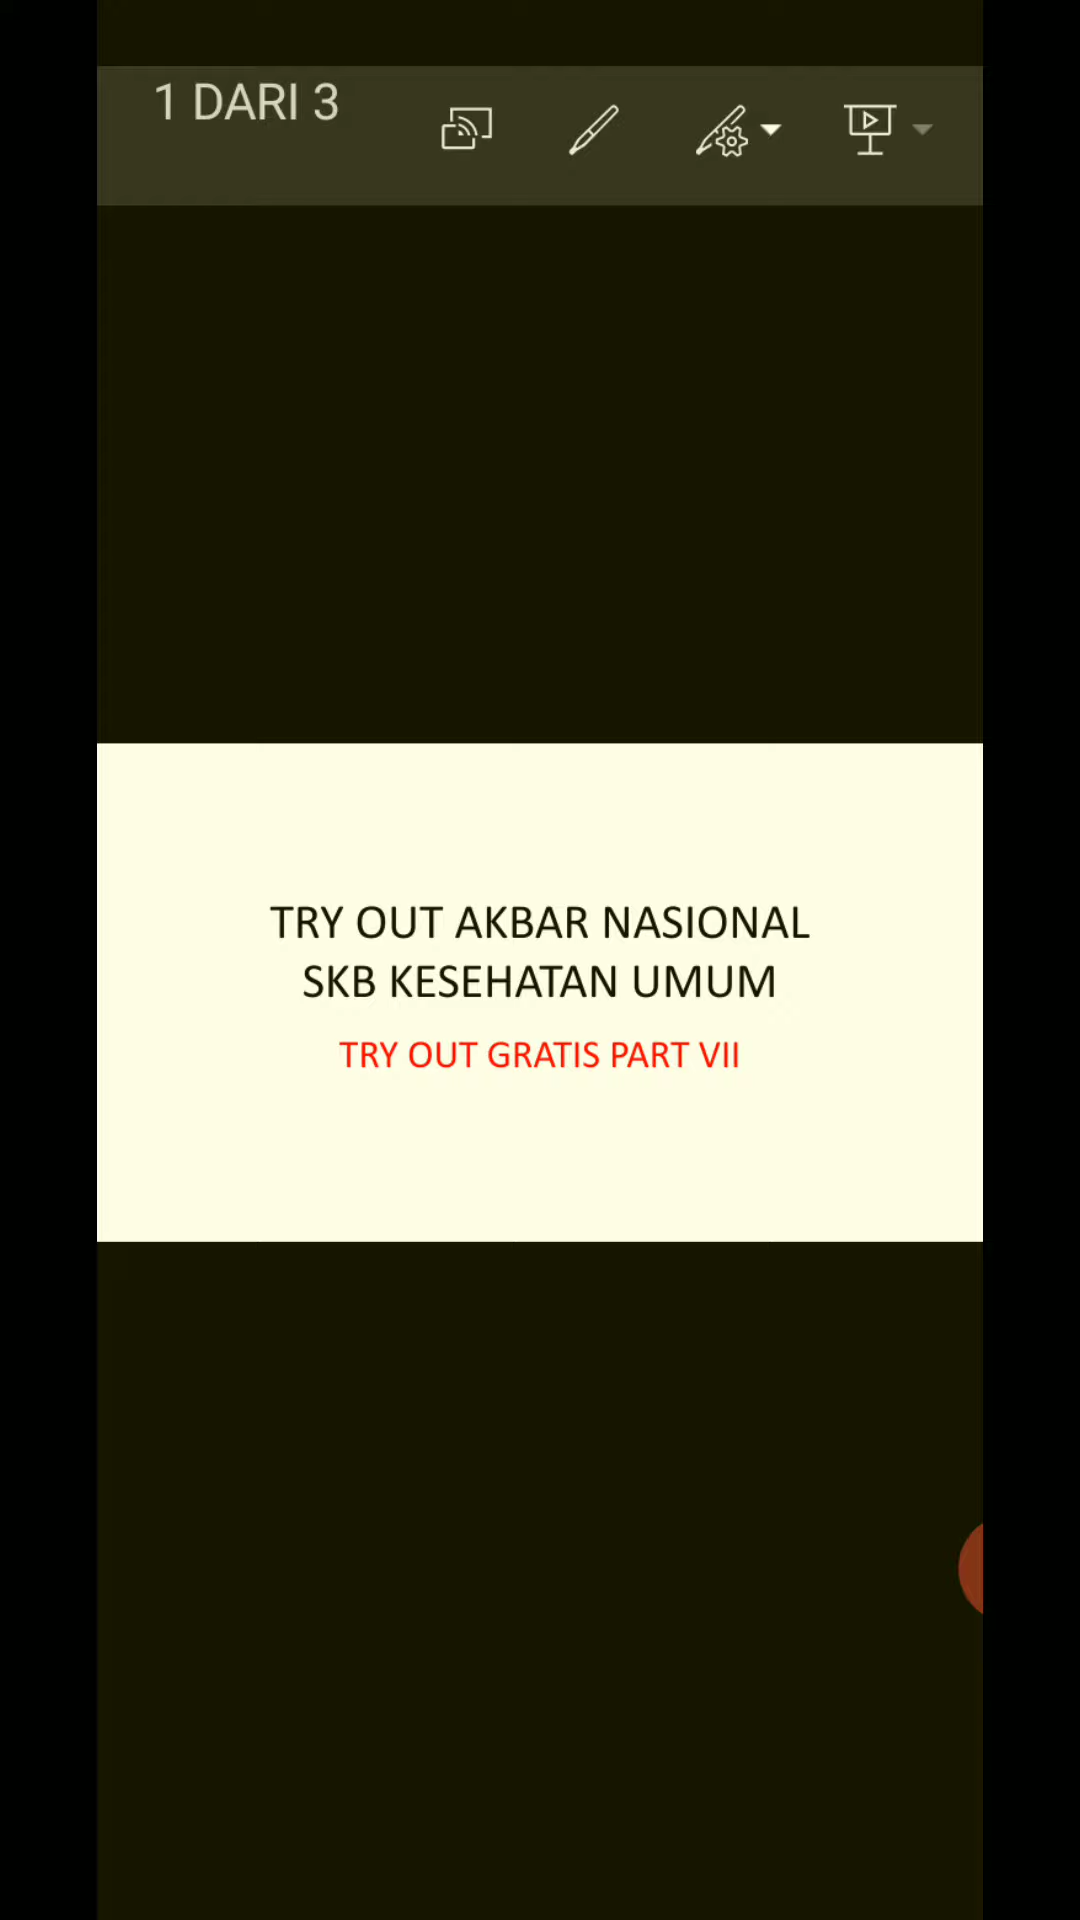 1 DARI 3
TRY OUT AKBAR NASIONAL
SKB KESEHATAN UMUM
TRY OUT GRATIS PART VII